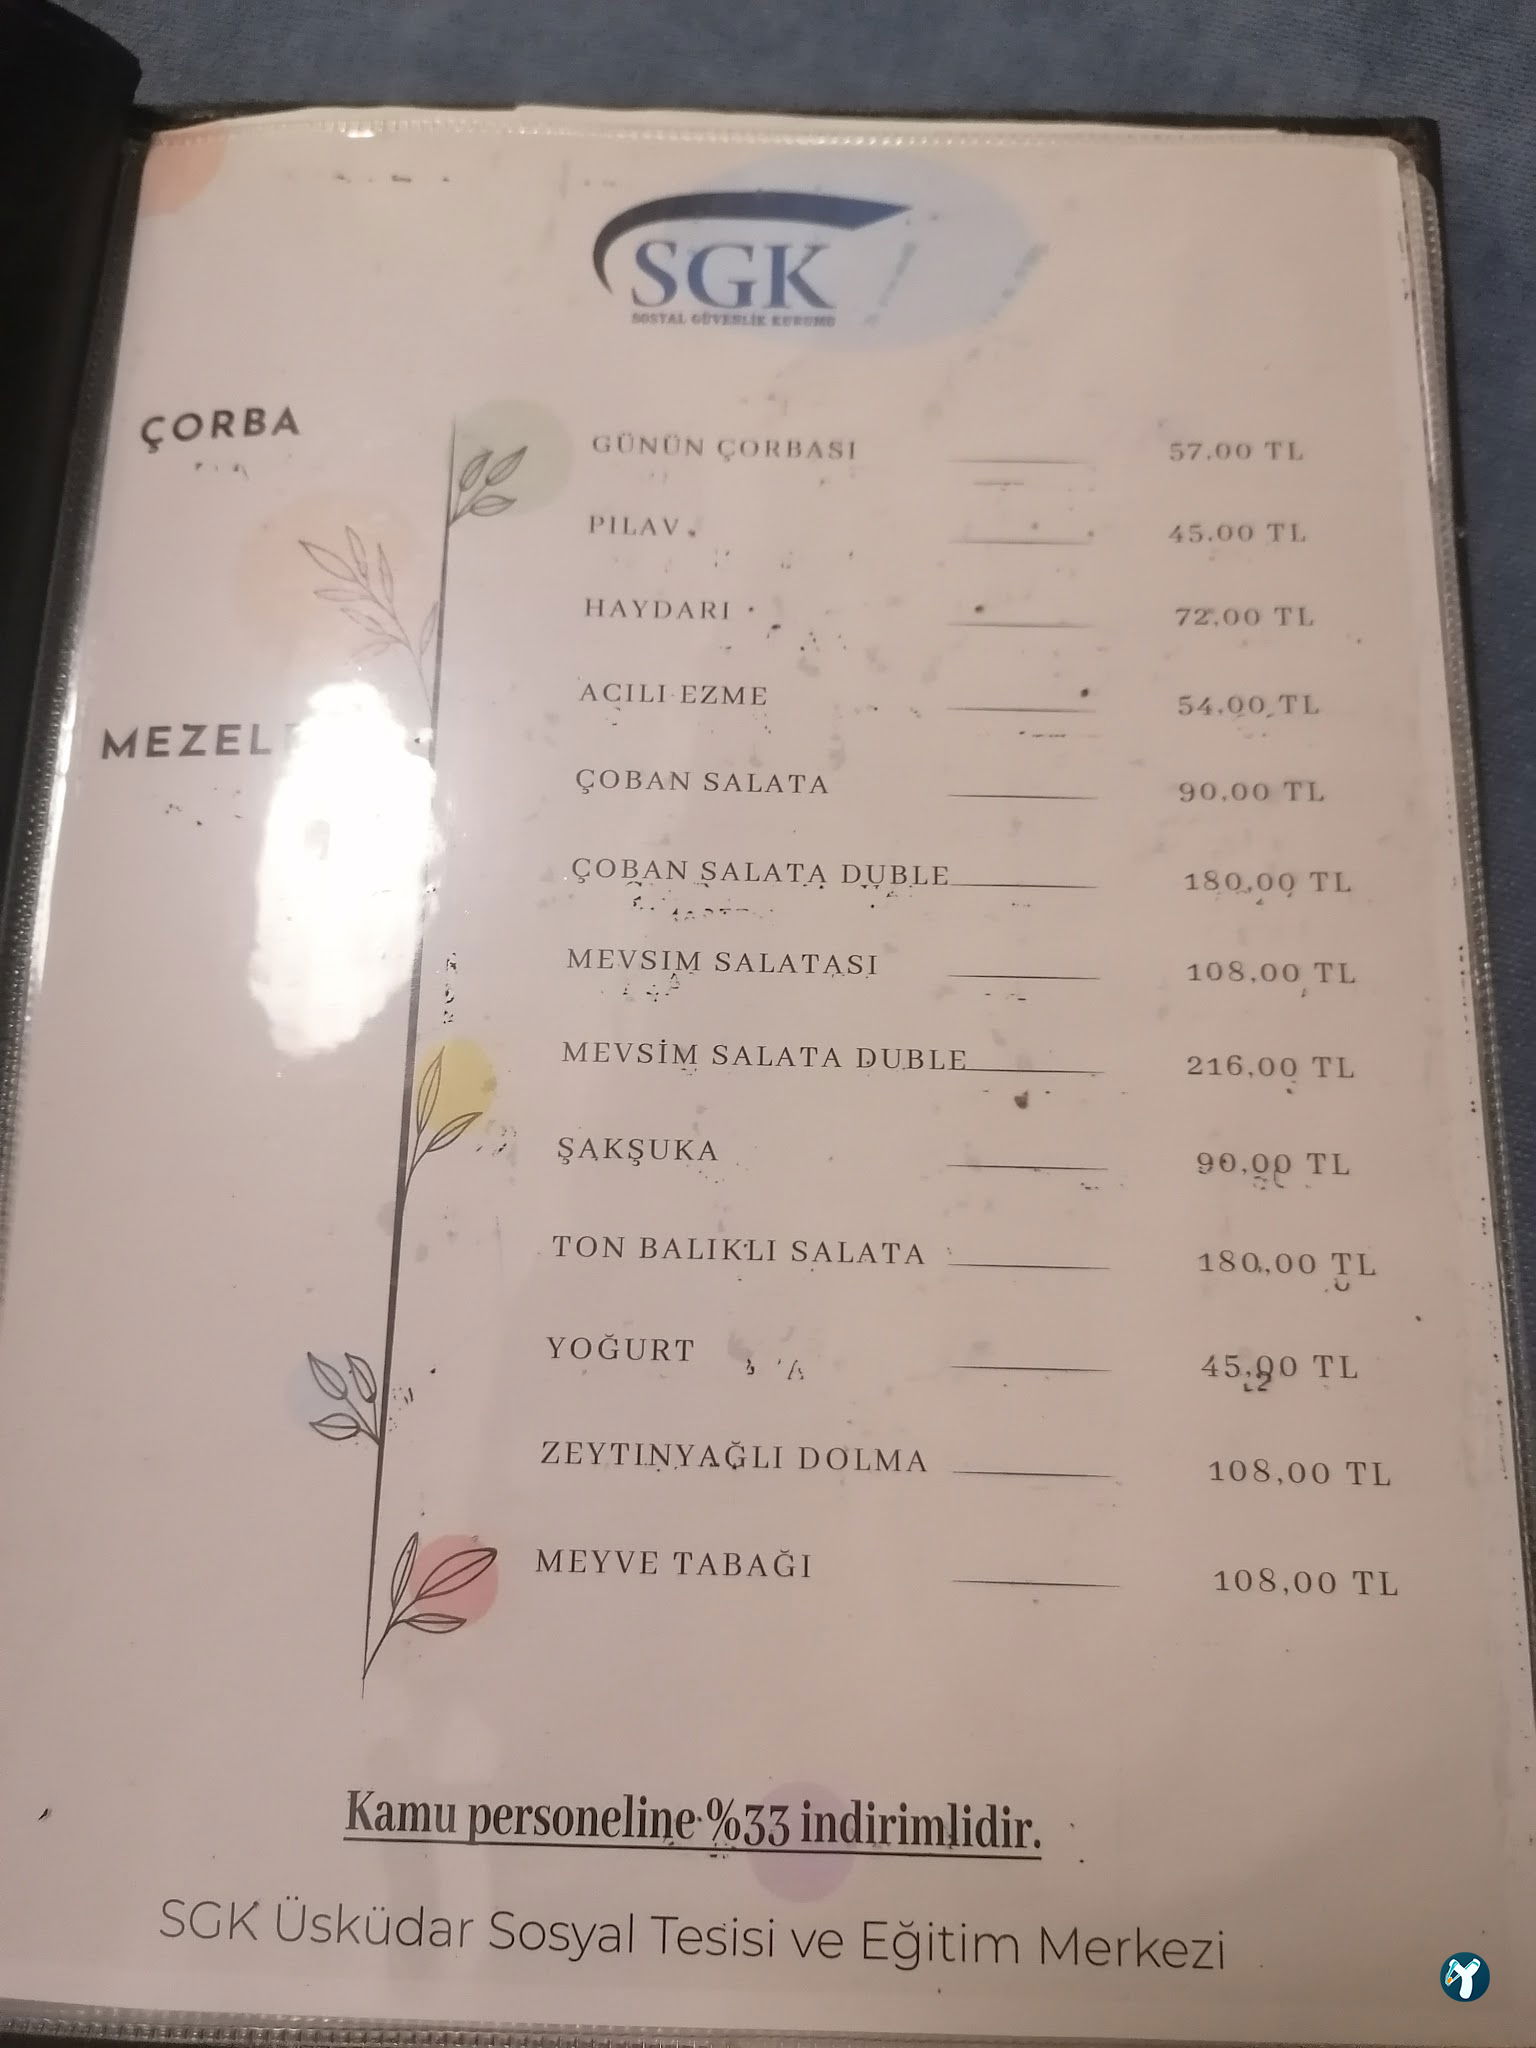 SGK
SOSYAL GÜVENLİK KURUMU
ÇORBA
GÜNÜN ÇORBASI 57.00 TL
PILAV 45.00 TL
HAYDARI 72.00 TL
ACILI EZME 54.00 TL
MEZELE
ÇOBAN SALATA 90,00 TL
ÇOBAN SALATA DUBLE 180,00 TL
MEVSIM SALATASI 108,00 TL
MEVSİM SALATA DUBLE 216,00 TL
ŞAKŞUKA 90,00 TL
TON BALIKLI SALATA 180,00 TL
YOĞURT 45,00 TL
ZEYTINYAĞLI DOLMA 108,00 TL
MEYVE TABAĞI 108,00 TL
Kamu personeline %33 indirimlidir.
SGK Üsküdar Sosyal Tesisi ve Eğitim Merkezi